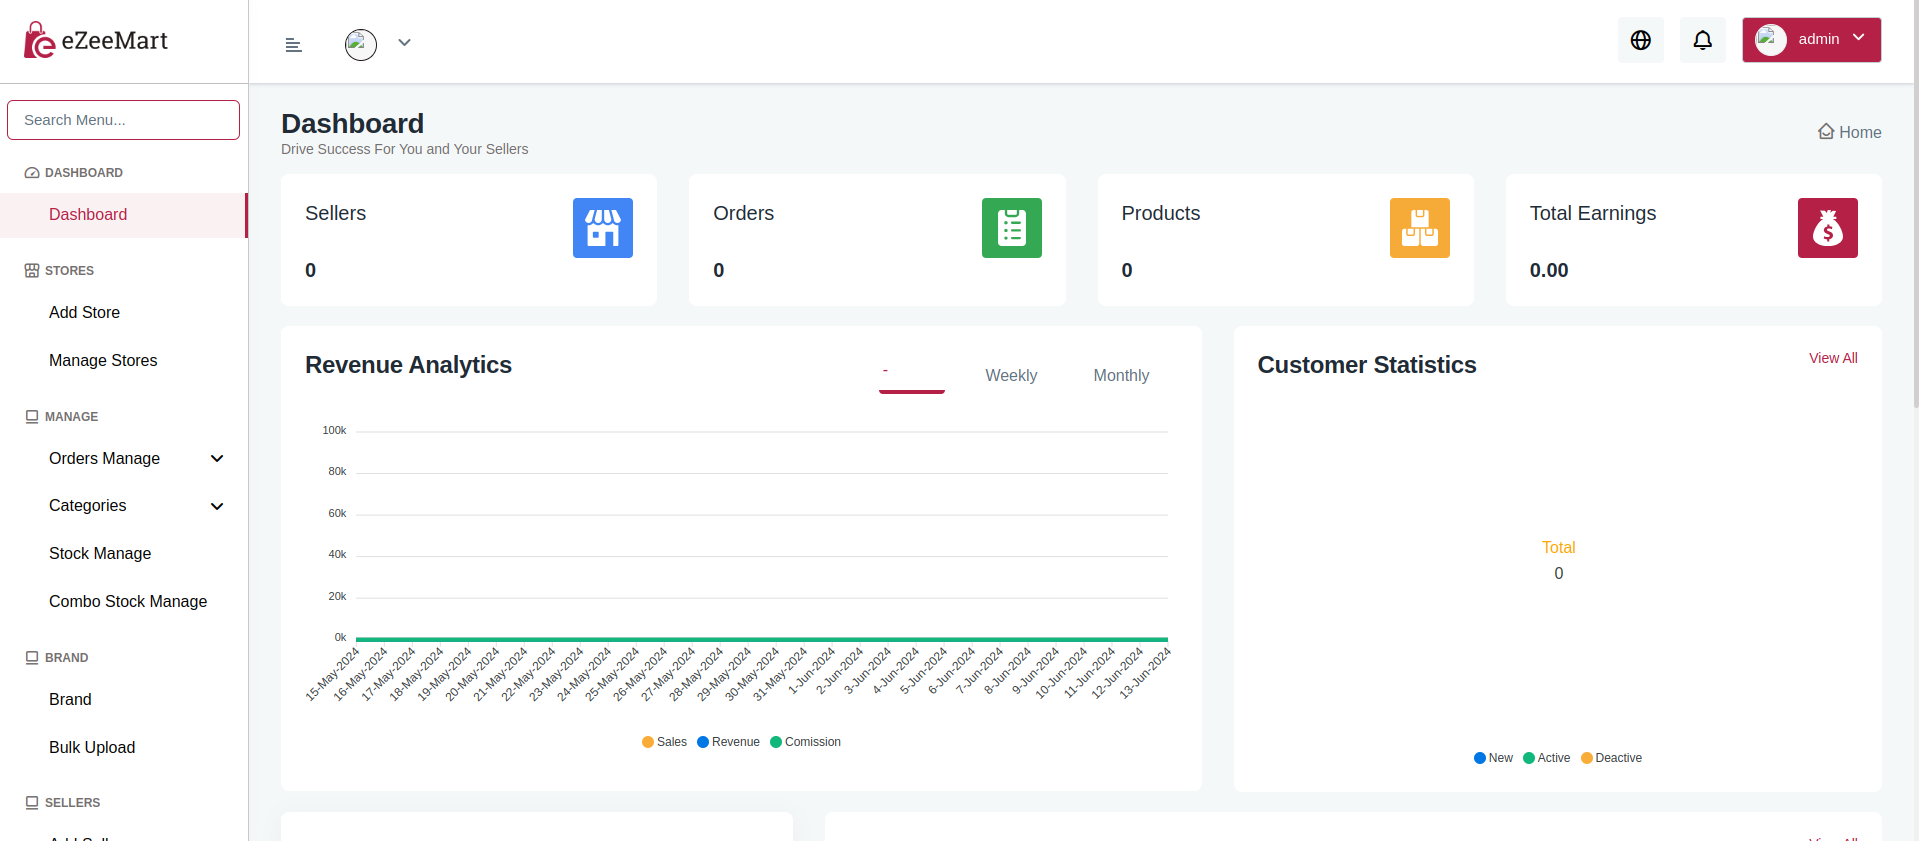 eZeeMart
admin
Search Menu...
DASHBOARD
Dashboard
STORES
Add Store
Manage Stores
MANAGE
Orders Manage
Categories
Stock Manage
Combo Stock Manage
BRAND
Brand
Bulk Upload
SELLERS
Dashboard
Drive Success For You and Your Sellers
Home
Sellers
0
Orders
0
Products
0
Total Earnings
0.00
$
Revenue Analytics
-
Weekly
Monthly
100k
80k
60k
40k
20k
0k
15-May-2024
16-May-2024
17-May-2024
18-May-2024
19-May-2024
20-May-2024
21-May-2024
22-May-2024
23-May-2024
24-May-2024
25-May-2024
26-May-2024
27-May-2024
28-May-2024
29-May-2024
30-May-2024
31-May-2024
1-Jun-2024
2-Jun-2024
3-Jun-2024
4-Jun-2024
5-Jun-2024
6-Jun-2024
7-Jun-2024
8-Jun-2024
9-Jun-2024
10-Jun-2024
11-Jun-2024
12-Jun-2024
13-Jun-2024
Sales Revenue Comission
Customer Statistics
View All
Total
0
New Active Deactive